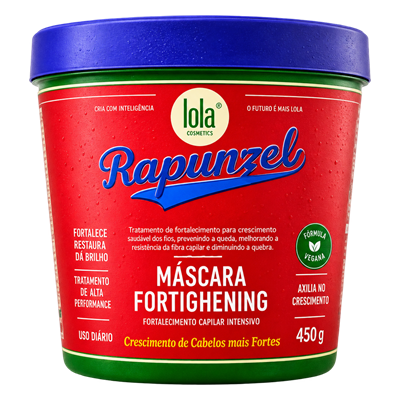 CRIA COM INTELIGÊNCIA
lola
COSMETICS
O FUTURO É MAIS LOLA
Rapunzel
Tratamento de fortalecimento para crescimento
saudável dos fios, prevenindo a queda, melhorando a
resistência da fibra capilar e diminuindo a quebra.
FORTALECE
RESTAURA
DÁ BRILHO
TRATAMENTO
DE ALTA
PERFORMANCE
USO DIÁRIO
MÁSCARA
FORTIGHENING
FORTALECIMENTO CAPILAR INTENSIVO
Crescimento de Cabelos mais Fortes
FÓRMULA
VEGANA
AXILIA NO
CRESCIMENTO
450g